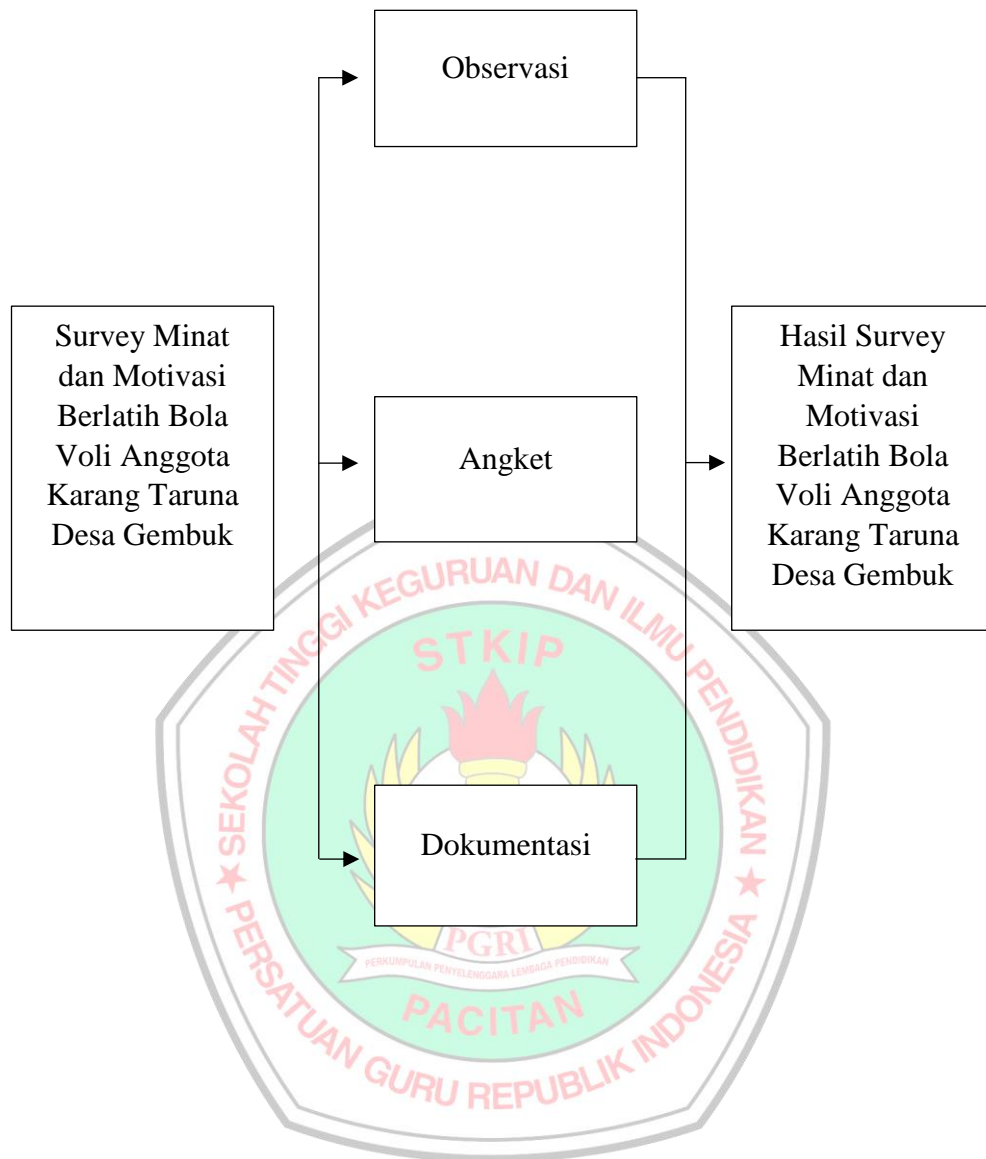 Observasi
Survey Minat
dan Motivasi
Berlatih Bola
Voli Anggota
Karang Taruna
Desa Gembuk
Angket
Hasil Survey
Minat dan
Motivasi
Berlatih Bola
Voli Anggota
Karang Taruna
Desa Gembuk
Dokumentasi
SEKOLAH TINGGI KEGURUAN DAN ILMU PENDIDIKAN
STKIP
PGRI
PERKUMPULAN PENYELENGGARA LEMBAGA PENDIDIKAN
PACITAN
PERSATUAN GURU REPUBLIK INDONESIA